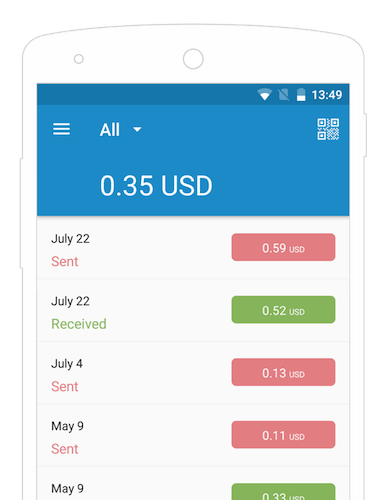 13:49
All
0.35 USD
July 22
Sent
0.59 USD
July 22
Received
0.52 USD
July 4
Sent
0.13 USD
May 9
Sent
0.11 USD
May 9
0.33 USD